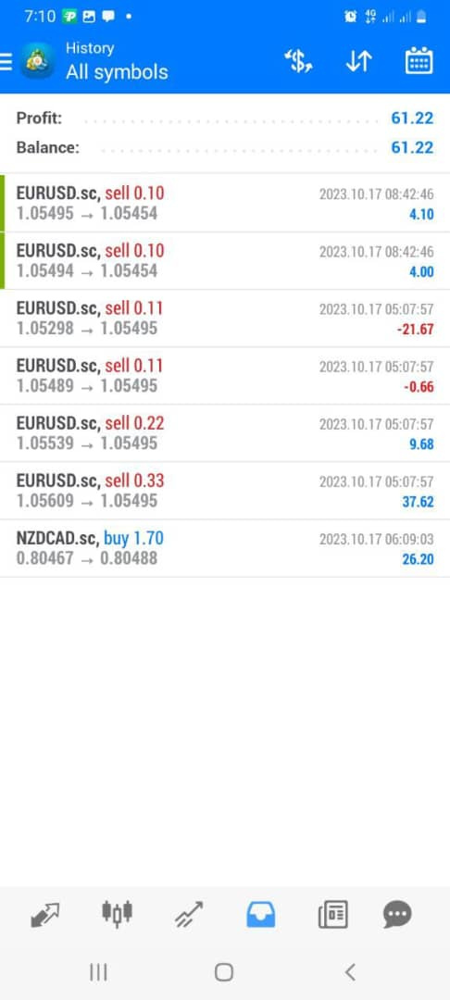 7:10
4G
History
All symbols
Profit: 61.22
Balance: 61.22
EURUSD.sc, sell 0.10 2023.10.17 08:42:46
1.05495 → 1.05454 4.10
EURUSD.sc, sell 0.10 2023.10.17 08:42:46
1.05494 → 1.05454 4.00
EURUSD.sc, sell 0.11 2023.10.17 05:07:57
1.05298 → 1.05495 -21.67
EURUSD.sc, sell 0.11 2023.10.17 05:07:57
1.05489 → 1.05495 -0.66
EURUSD.sc, sell 0.22 2023.10.17 05:07:57
1.05539 → 1.05495 9.68
EURUSD.sc, sell 0.33 2023.10.17 05:07:57
1.05609 → 1.05495 37.62
NZDCAD.sc, buy 1.70 2023.10.17 06:09:03
0.80467 → 0.80488 26.20